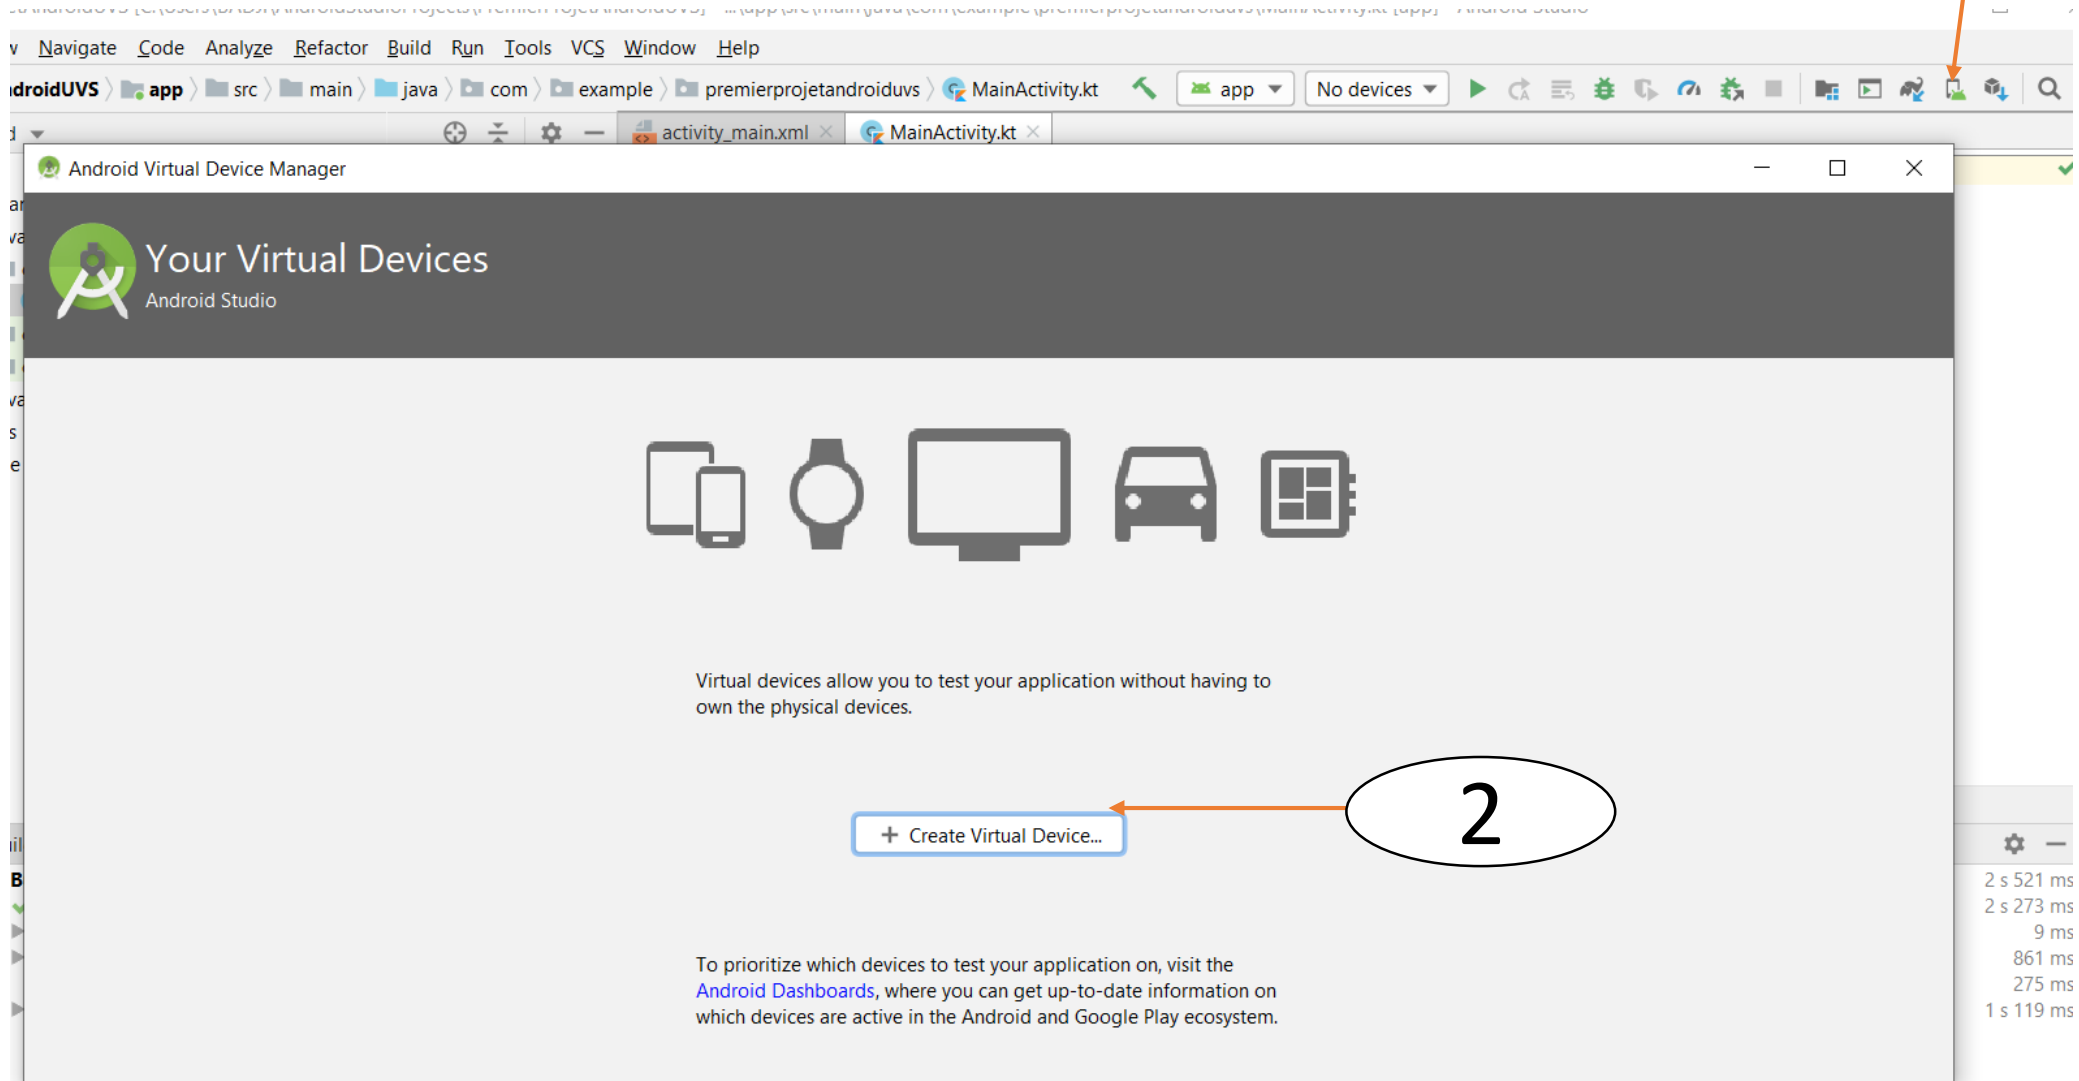 Navigate Code Analyze Refactor Build Run Tools VCS Window Help
droidUVS app src main java com example premierprojetandroiduvs MainActivity.kt app No devices
activity_main.xml MainActivity.kt
Android Virtual Device Manager
Your Virtual Devices
Android Studio
Virtual devices allow you to test your application without having to
own the physical devices.
2
+ Create Virtual Device...
To prioritize which devices to test your application on, visit the
Android Dashboards, where you can get up-to-date information on
which devices are active in the Android and Google Play ecosystem.
2 s 521 ms
2 s 273 ms
9 ms
861 ms
275 ms
1 s 119 ms